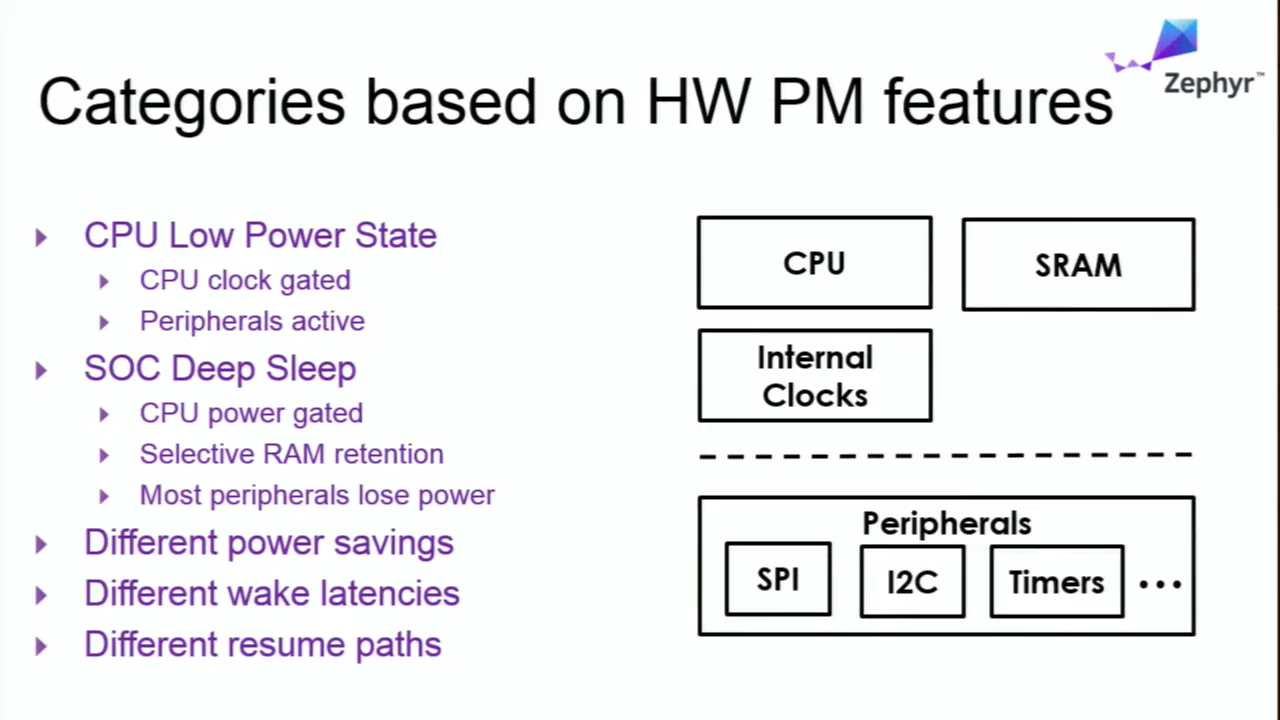 Zephyr™
Categories based on HW PM features
CPU Low Power State
CPU clock gated
Peripherals active
SOC Deep Sleep
CPU power gated
Selective RAM retention
Most peripherals lose power
Different power savings
Different wake latencies
Different resume paths
CPU
SRAM
Internal
Clocks
Peripherals
SPI
I2C
Timers
•••